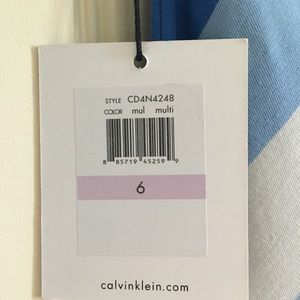 STYLE CD4N4248
COLOR mul multi
8 85719 45259 9
6
calvinklein.com